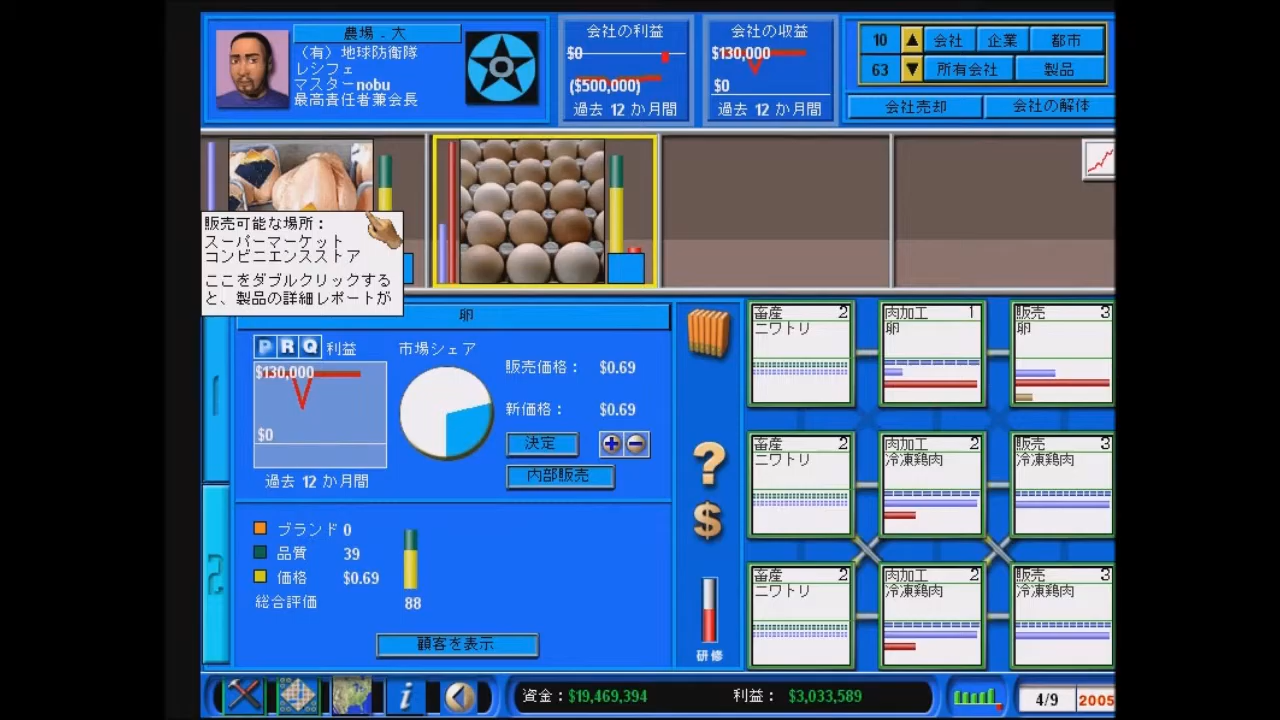 農場 - 大
(有) 地球防衛隊
レシフェ
マスターnobu
最高責任者兼会長
会社の利益
$0
($500,000)
過去 12 か月間
会社の収益
$130,000
$0
過去 12 か月間
10
63
会社
企業
都市
所有会社
製品
会社売却
会社の解体
販売可能な場所：
スーパーマーケット
コンビニエンスストア
ここをダブルクリックする
と、製品の詳細レポートが
1
2
卵
P R Q 利益
$130,000
$0
過去 12 か月間
市場シェア
販売価格： $0.69
新価格： $0.69
決定
内部販売
ブランド 0
品質 39
価格 $0.69
総合評価 88
顧客を表示
?
$
研修
畜産 2
ニワトリ
肉加工 1
卵
販売 3
卵
畜産 2
ニワトリ
肉加工 2
冷凍鶏肉
販売 3
冷凍鶏肉
畜産 2
ニワトリ
肉加工 2
冷凍鶏肉
販売 3
冷凍鶏肉
i
資金：$19,469,394
利益： $3,033,589
4/9
2005